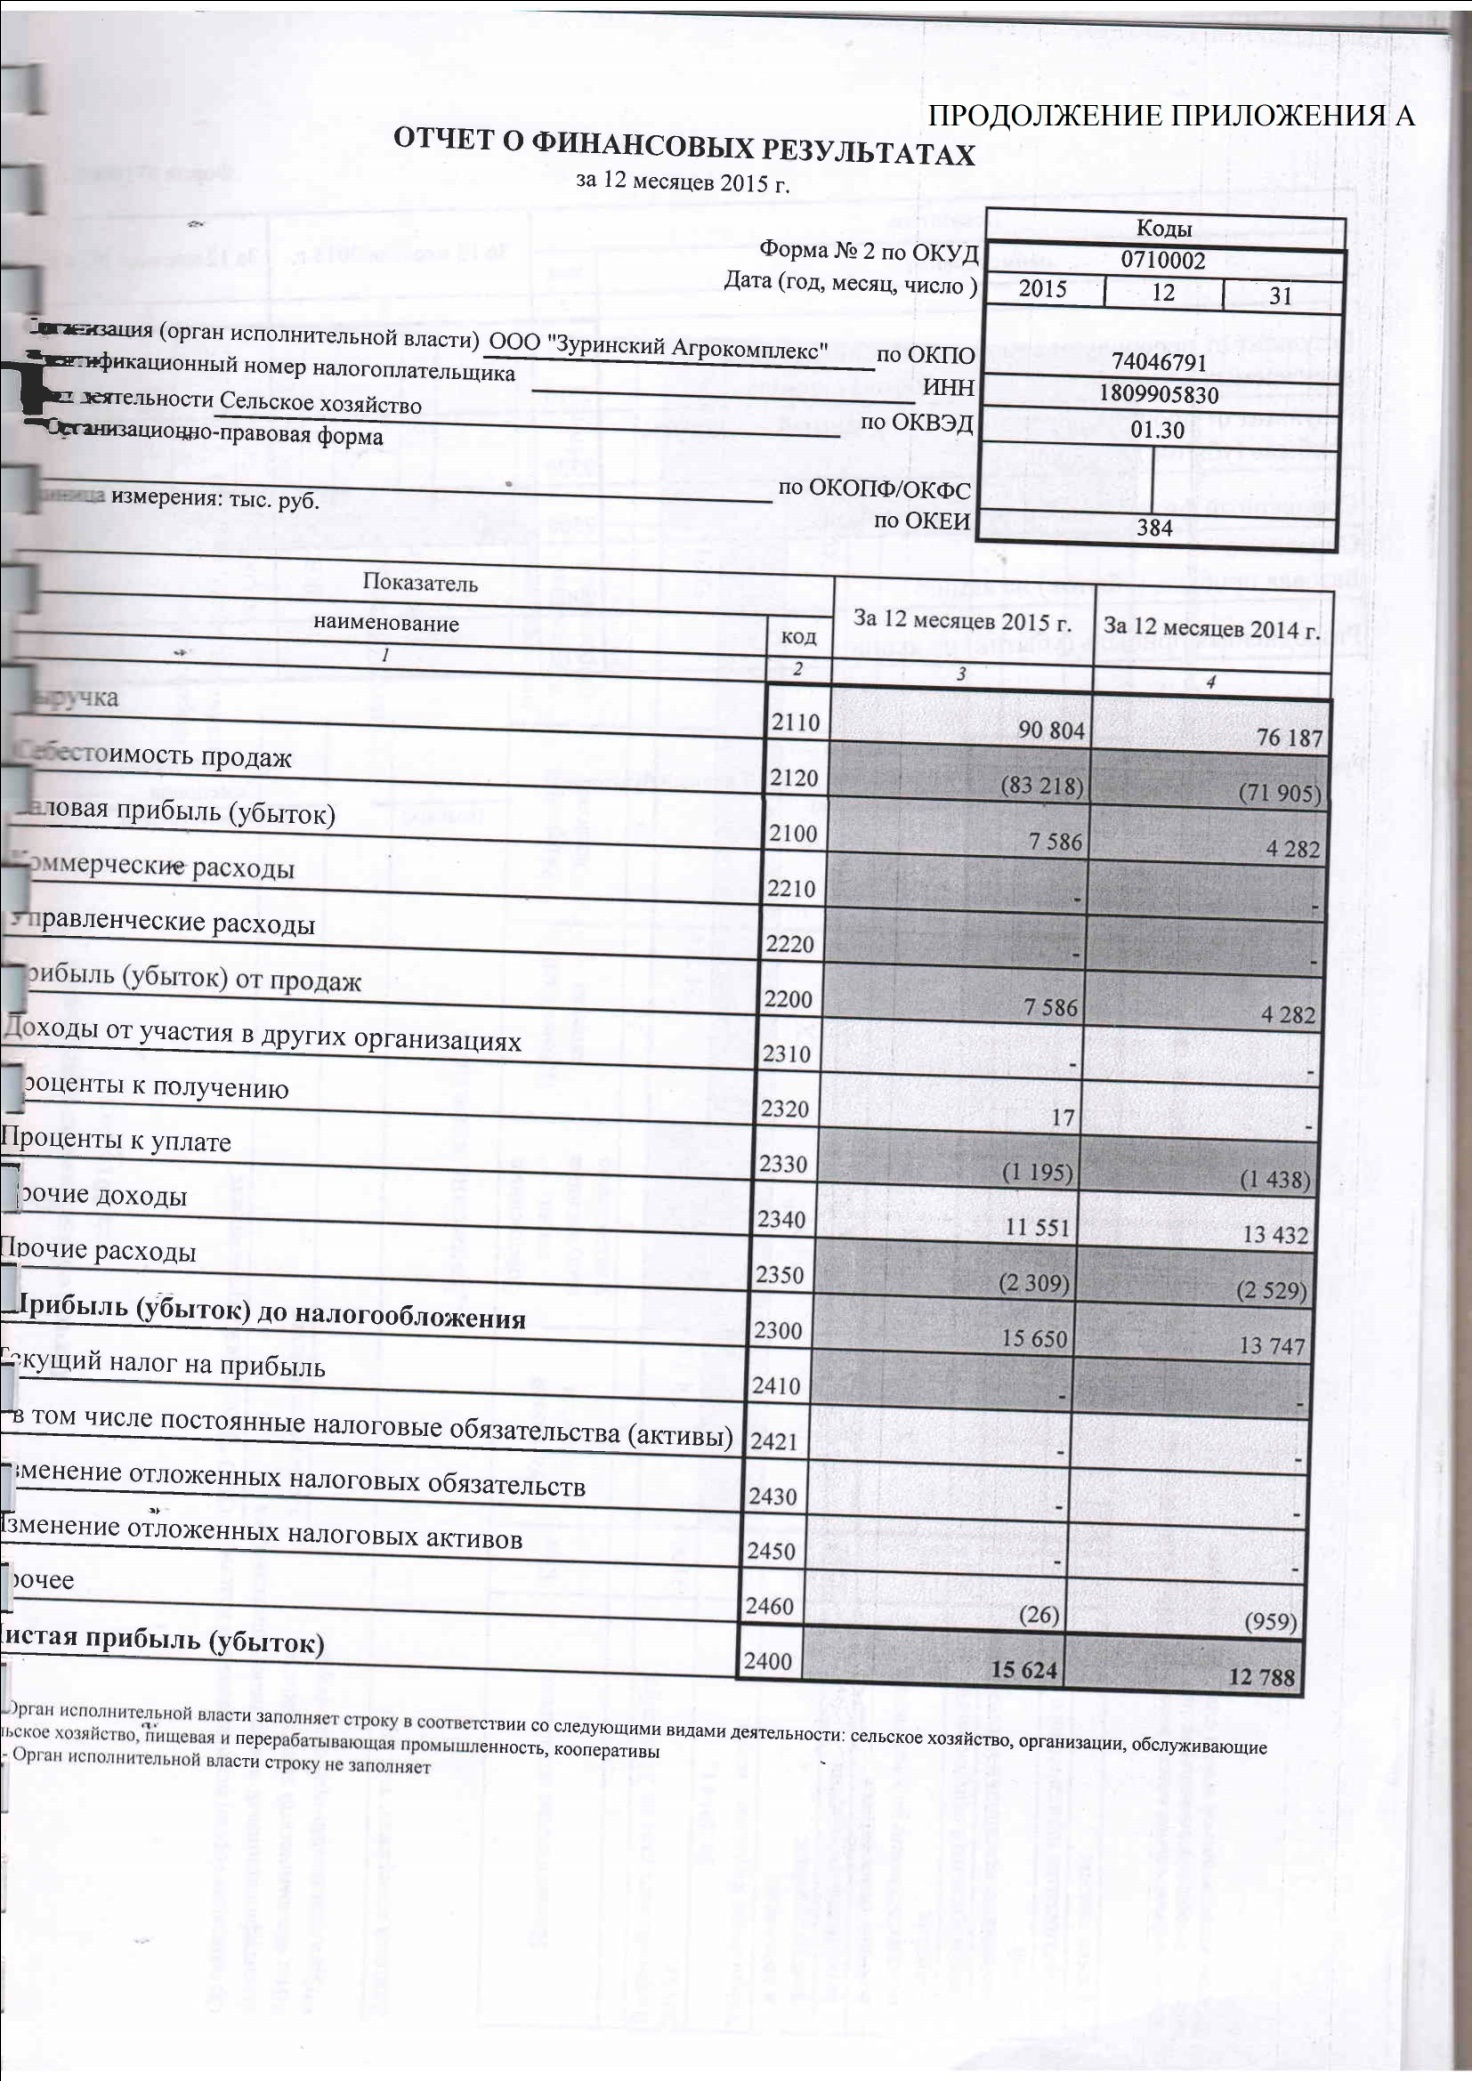 ПРОДОЛЖЕНИЕ ПРИЛОЖЕНИЯ А
ОТЧЕТ О ФИНАНСОВЫХ РЕЗУЛЬТАТАХ
за 12 месяцев 2015 г.
Коды
Форма № 2 по ОКУД 0710002
Дата (год, месяц, число ) 2015 12 31
Организация (орган исполнительной власти) ООО "Зуринский Агрокомплекс" по ОКПО 74046791
Идентификационный номер налогоплательщика ИНН 1809905830
деятельности Сельское хозяйство по ОКВЭД 01.30
Организационно-правовая форма
по ОКОПФ/ОКФС
измерения: тыс. руб. по ОКЕИ 384
Показатель За 12 месяцев 2015 г. За 12 месяцев 2014 г.
наименование код
1 2 3 4
Выручка 2110 90 804 76 187
Себестоимость продаж 2120 (83 218) (71 905)
аловая прибыль (убыток) 2100 7 586 4 282
Коммерческие расходы 2210 - -
Управленческие расходы 2220 - -
рибыль (убыток) от продаж 2200 7 586 4 282
Доходы от участия в других организациях 2310 - -
роценты к получению 2320 17 -
Проценты к уплате 2330 (1 195) (1 438)
рочие доходы 2340 11 551 13 432
Прочие расходы 2350 (2 309) (2 529)
Прибыль (убыток) до налогообложения 2300 15 650 13 747
екущий налог на прибыль 2410 - -
в том числе постоянные налоговые обязательства (активы) 2421 - -
зменение отложенных налоговых обязательств 2430 - -
Изменение отложенных налоговых активов 2450 - -
рочее 2460 (26) (959)
истая прибыль (убыток) 2400 15 624 12 788
Орган исполнительной власти заполняет строку в соответствии со следующими видами деятельности: сельское хозяйство, организации, обслуживающие
льское хозяйство, пищевая и перерабатывающая промышленность, кооперативы
- Орган исполнительной власти строку не заполняет